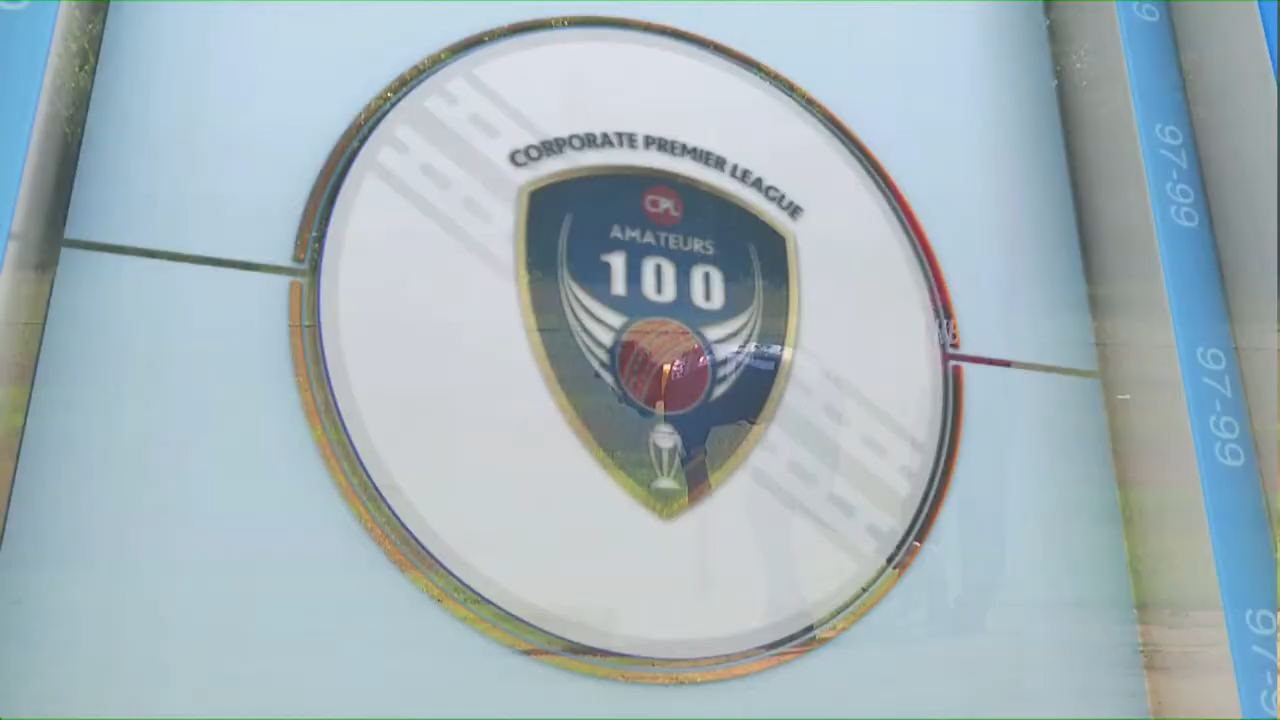 CORPORATE PREMIER LEAGUE
CPL
AMATEURS
100
97-99
97-99